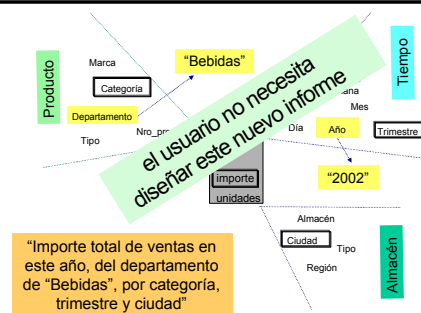 Producto
Marca
Categoría
Departamento
Tipo
"Bebidas"
el usuario no necesita
diseñar este nuevo informe
Tiempo
Mes
Día
Año
Trimestre
"2002"
importe
unidades
Almacén
Ciudad
Tipo
Región
Almacén
"Importe total de ventas en
este año, del departamento
de "Bebidas", por categoría,
trimestre y ciudad"